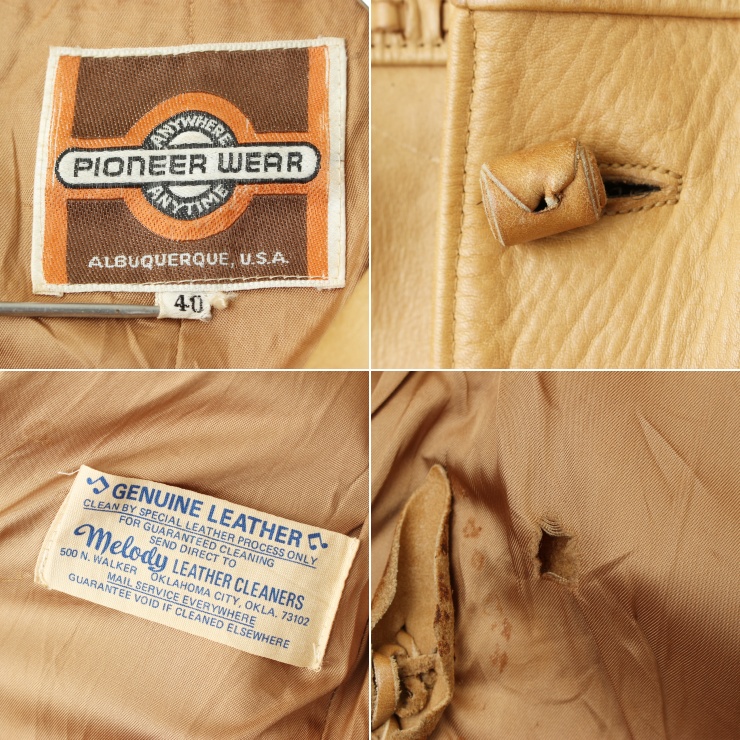 ANYWHERE
PIONEER WEAR
ANYTIME
ALBUQUERQUE, U.S.A.
40
GENUINE LEATHER
CLEAN BY SPECIAL LEATHER PROCESS ONLY
FOR GUARANTEED CLEANING
SEND DIRECT TO
Melody LEATHER CLEANERS
500 N. WALKER OKLAHOMA CITY, OKLA. 73102
MAIL SERVICE EVERYWHERE
GUARANTEE VOID IF CLEANED ELSEWHERE